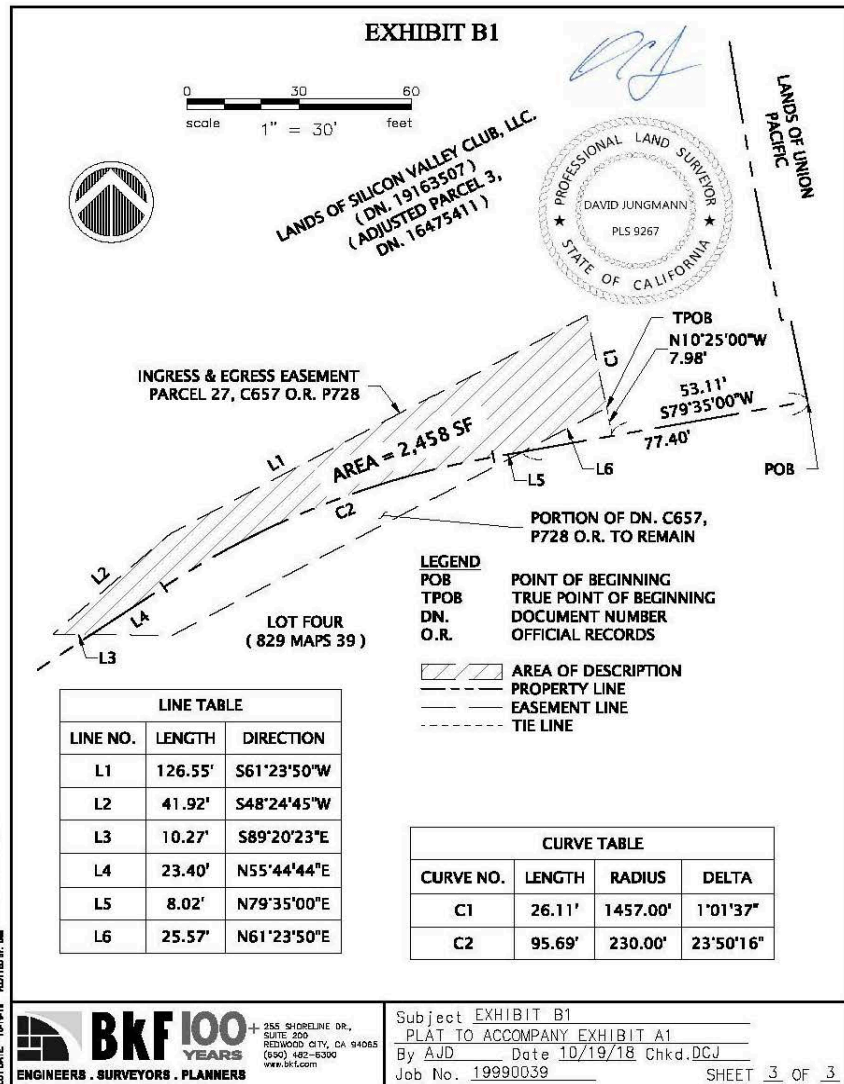 EXHIBIT B1
0 30 60
scale 1" = 30' feet
LANDS OF SILICON VALLEY CLUB, LLC.
( DN. 19163507 )
( ADJUSTED PARCEL 3,
DN. 16475411 )
PROFESSIONAL LAND SURVEYOR
DAVID JUNGMANN
PLS 9267
STATE OF CALIFORNIA
LANDS OF UNION
PACIFIC
TPOB
N10°25'00"W
7.98'
C1
53.11'
S79°35'00"W
77.40'
POB
INGRESS & EGRESS EASEMENT
PARCEL 27, C657 O.R. P728
L1
AREA = 2,458 SF
L5
L6
C2
L2
L4
L3
PORTION OF DN. C657,
P728 O.R. TO REMAIN
LOT FOUR
( 829 MAPS 39 )
LEGEND
POB POINT OF BEGINNING
TPOB TRUE POINT OF BEGINNING
DN. DOCUMENT NUMBER
O.R. OFFICIAL RECORDS
AREA OF DESCRIPTION
PROPERTY LINE
EASEMENT LINE
TIE LINE
LINE TABLE
LINE NO. LENGTH DIRECTION
L1 126.55' S61°23'50"W
L2 41.92' S48°24'45"W
L3 10.27' S89°20'23"E
L4 23.40' N55°44'44"E
L5 8.02' N79°35'00"E
L6 25.57' N61°23'50"E
CURVE TABLE
CURVE NO. LENGTH RADIUS DELTA
C1 26.11' 1457.00' 1°01'37"
C2 95.69' 230.00' 23°50'16"
BKF 100+
YEARS
ENGINEERS . SURVEYORS . PLANNERS
255 SHORELINE DR.,
SUITE 200
REDWOOD CITY, CA 94065
(650) 482-6300
www.bkf.com
Subject EXHIBIT B1
PLAT TO ACCOMPANY EXHIBIT A1
By AJD Date 10/19/18 Chkd.DCJ
Job No. 19990039 SHEET 3 OF 3